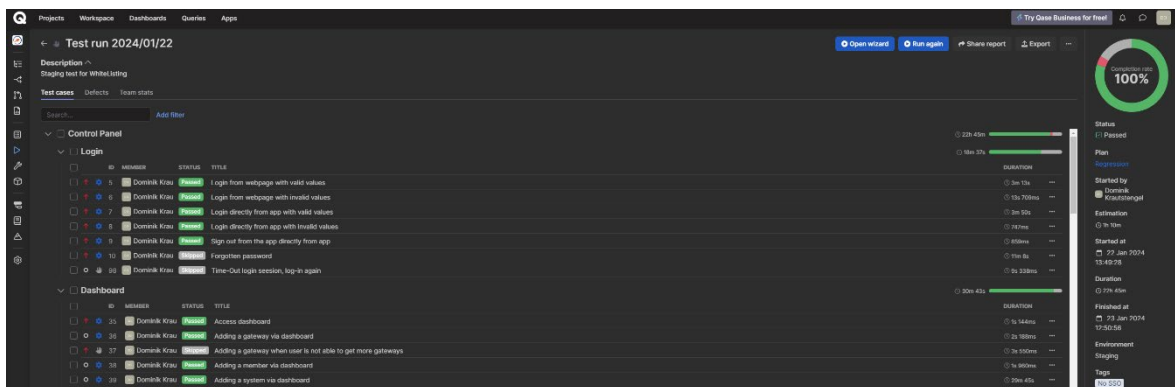 Projects Workspace Dashboards Queries Apps Try Qase Business for free!
Test run 2024/01/22 Open wizard Run again Share report Export
Description
Staging test for WhiteListing
Test cases Defects Team stats
Search... Add filter
Control Panel 22h 45m
Login 18m 37s
ID MEMBER STATUS TITLE DURATION
5 Dominik Krau Passed Login from webpage with valid values 3m 13s
6 Dominik Krau Passed Login from webpage with invalid values 13s 709ms
7 Dominik Krau Passed Login directly from app with valid values 3m 50s
8 Dominik Krau Passed Login directly from app with invalid values 747ms
9 Dominik Krau Passed Sign out from the app directly from app 859ms
10 Dominik Krau Skipped Forgotten password 11m 8s
98 Dominik Krau Skipped Time-Out login session, log-in again 9s 338ms
Dashboard 30m 43s
ID MEMBER STATUS TITLE DURATION
35 Dominik Krau Passed Access dashboard 1s 144ms
36 Dominik Krau Passed Adding a gateway via dashboard 2s 188ms
37 Dominik Krau Skipped Adding a gateway when user is not able to get more gateways 3s 550ms
38 Dominik Krau Passed Adding a member via dashboard 1s 960ms
39 Dominik Krau Passed Adding a system via dashboard 29m 45s
Completion rate
100%
Status
Passed
Plan
Regression
Started by
Dominik
Krautstengel
Estimation
1h 10m
Started at
22 Jan 2024
13:49:28
Duration
22h 45m
Finished at
23 Jan 2024
12:50:58
Environment
Staging
Tags
No SSO